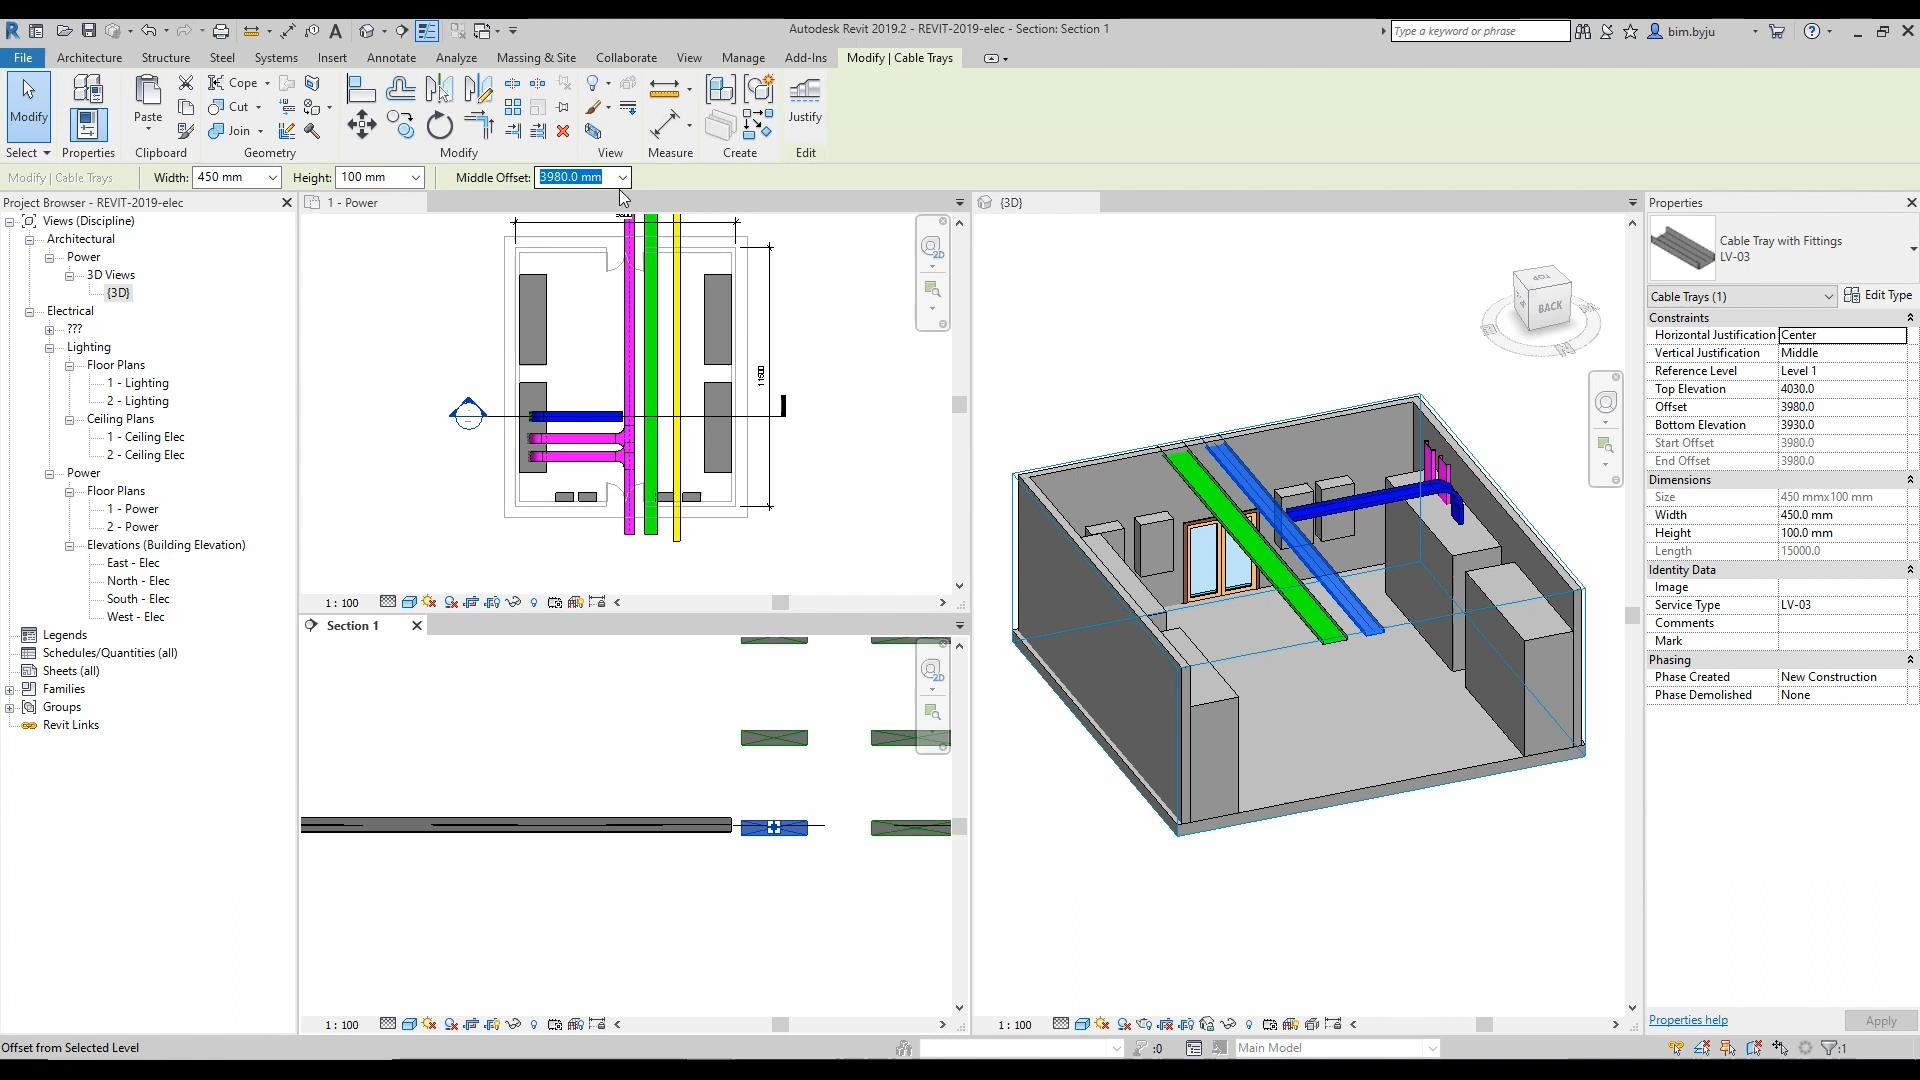 Autodesk Revit 2019.2 - REVIT-2019-elec - Section: Section 1
Type a keyword or phrase
bim.byju
File
Architecture
Structure
Steel
Systems
Insert
Annotate
Analyze
Massing & Site
Collaborate
View
Manage
Add-Ins
Modify | Cable Trays
Modify
Paste
Cope
Cut
Join
Justify
Select
Properties
Clipboard
Geometry
Modify
View
Measure
Create
Edit
Modify | Cable Trays
Width: 450 mm
Height: 100 mm
Middle Offset: 3980.0 mm
Project Browser - REVIT-2019-elec
Views (Discipline)
Architectural
Power
3D Views
{3D}
Electrical
???
Lighting
Floor Plans
1 - Lighting
2 - Lighting
Ceiling Plans
1 - Ceiling Elec
2 - Ceiling Elec
Power
Floor Plans
1 - Power
2 - Power
Elevations (Building Elevation)
East - Elec
North - Elec
South - Elec
West - Elec
Legends
Schedules/Quantities (all)
Sheets (all)
Families
Groups
Revit Links
1 - Power
2D
1 : 100
Section 1
2D
1 : 100
{3D}
TOP
BACK
1 : 100
Properties
Cable Tray with Fittings
LV-03
Cable Trays (1)
Edit Type
Constraints
Horizontal Justification Center
Vertical Justification Middle
Reference Level Level 1
Top Elevation 4030.0
Offset 3980.0
Bottom Elevation 3930.0
Start Offset 3980.0
End Offset 3980.0
Dimensions
Size 450 mmx100 mm
Width 450.0 mm
Height 100.0 mm
Length 15000.0
Identity Data
Image
Service Type LV-03
Comments
Mark
Phasing
Phase Created New Construction
Phase Demolished None
Properties help
Apply
Offset from Selected Level
:0
Main Model
:1